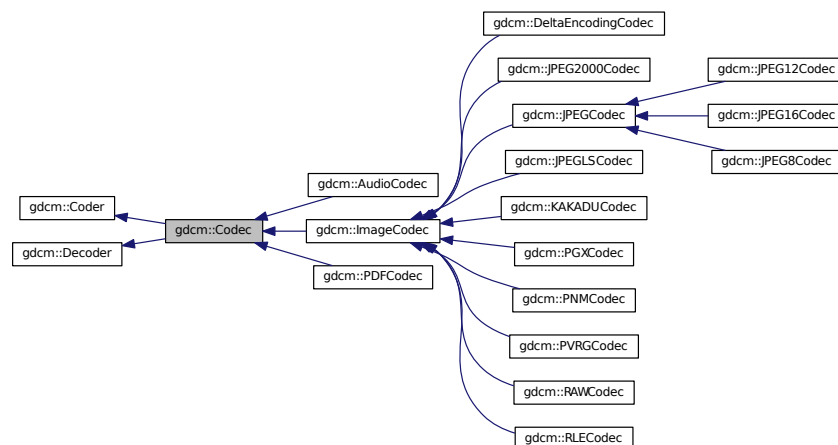 gdcm::DeltaEncodingCodec
gdcm::JPEG2000Codec
gdcm::JPEG12Codec
gdcm::JPEGCodec
gdcm::JPEG16Codec
gdcm::JPEGLSCodec
gdcm::JPEG8Codec
gdcm::AudioCodec
gdcm::Coder
gdcm::KAKADUCodec
gdcm::Codec
gdcm::ImageCodec
gdcm::Decoder
gdcm::PGXCodec
gdcm::PDFCodec
gdcm::PNMCodec
gdcm::PVRGCodec
gdcm::RAWCodec
gdcm::RLECodec